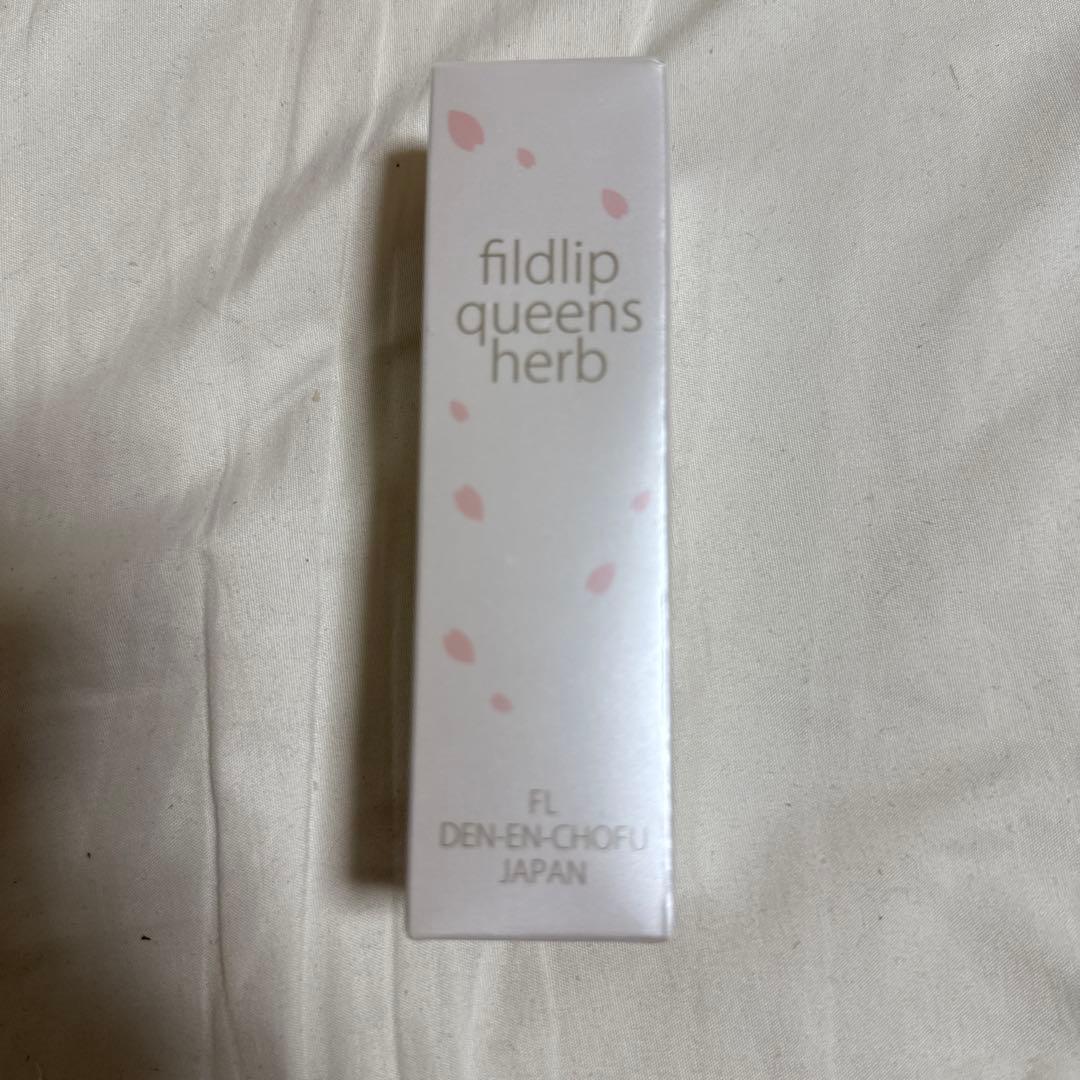 fildlip
queens
herb
FL
DEN-EN-CHOFU
JAPAN